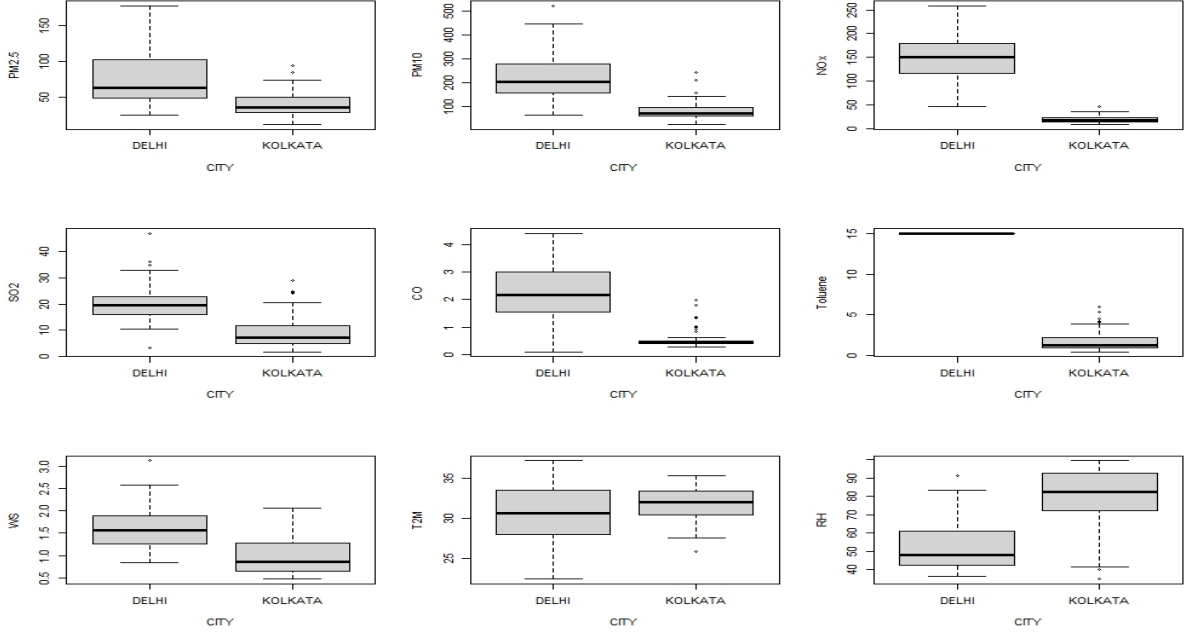 PM2.5
150
100
50
DELHI
KOLKATA
CITY
PM10
500
400
300
200
100
DELHI
KOLKATA
CITY
NOx
250
200
150
100
50
0
DELHI
KOLKATA
CITY
SO2
40
30
20
10
0
DELHI
KOLKATA
CITY
CO
4
3
2
1
0
DELHI
KOLKATA
CITY
Toluene
15
10
5
0
DELHI
KOLKATA
CITY
WS
3.0
2.5
2.0
1.5
1.0
0.5
DELHI
KOLKATA
CITY
T2M
35
30
25
DELHI
KOLKATA
CITY
RH
90
80
70
60
50
40
DELHI
KOLKATA
CITY